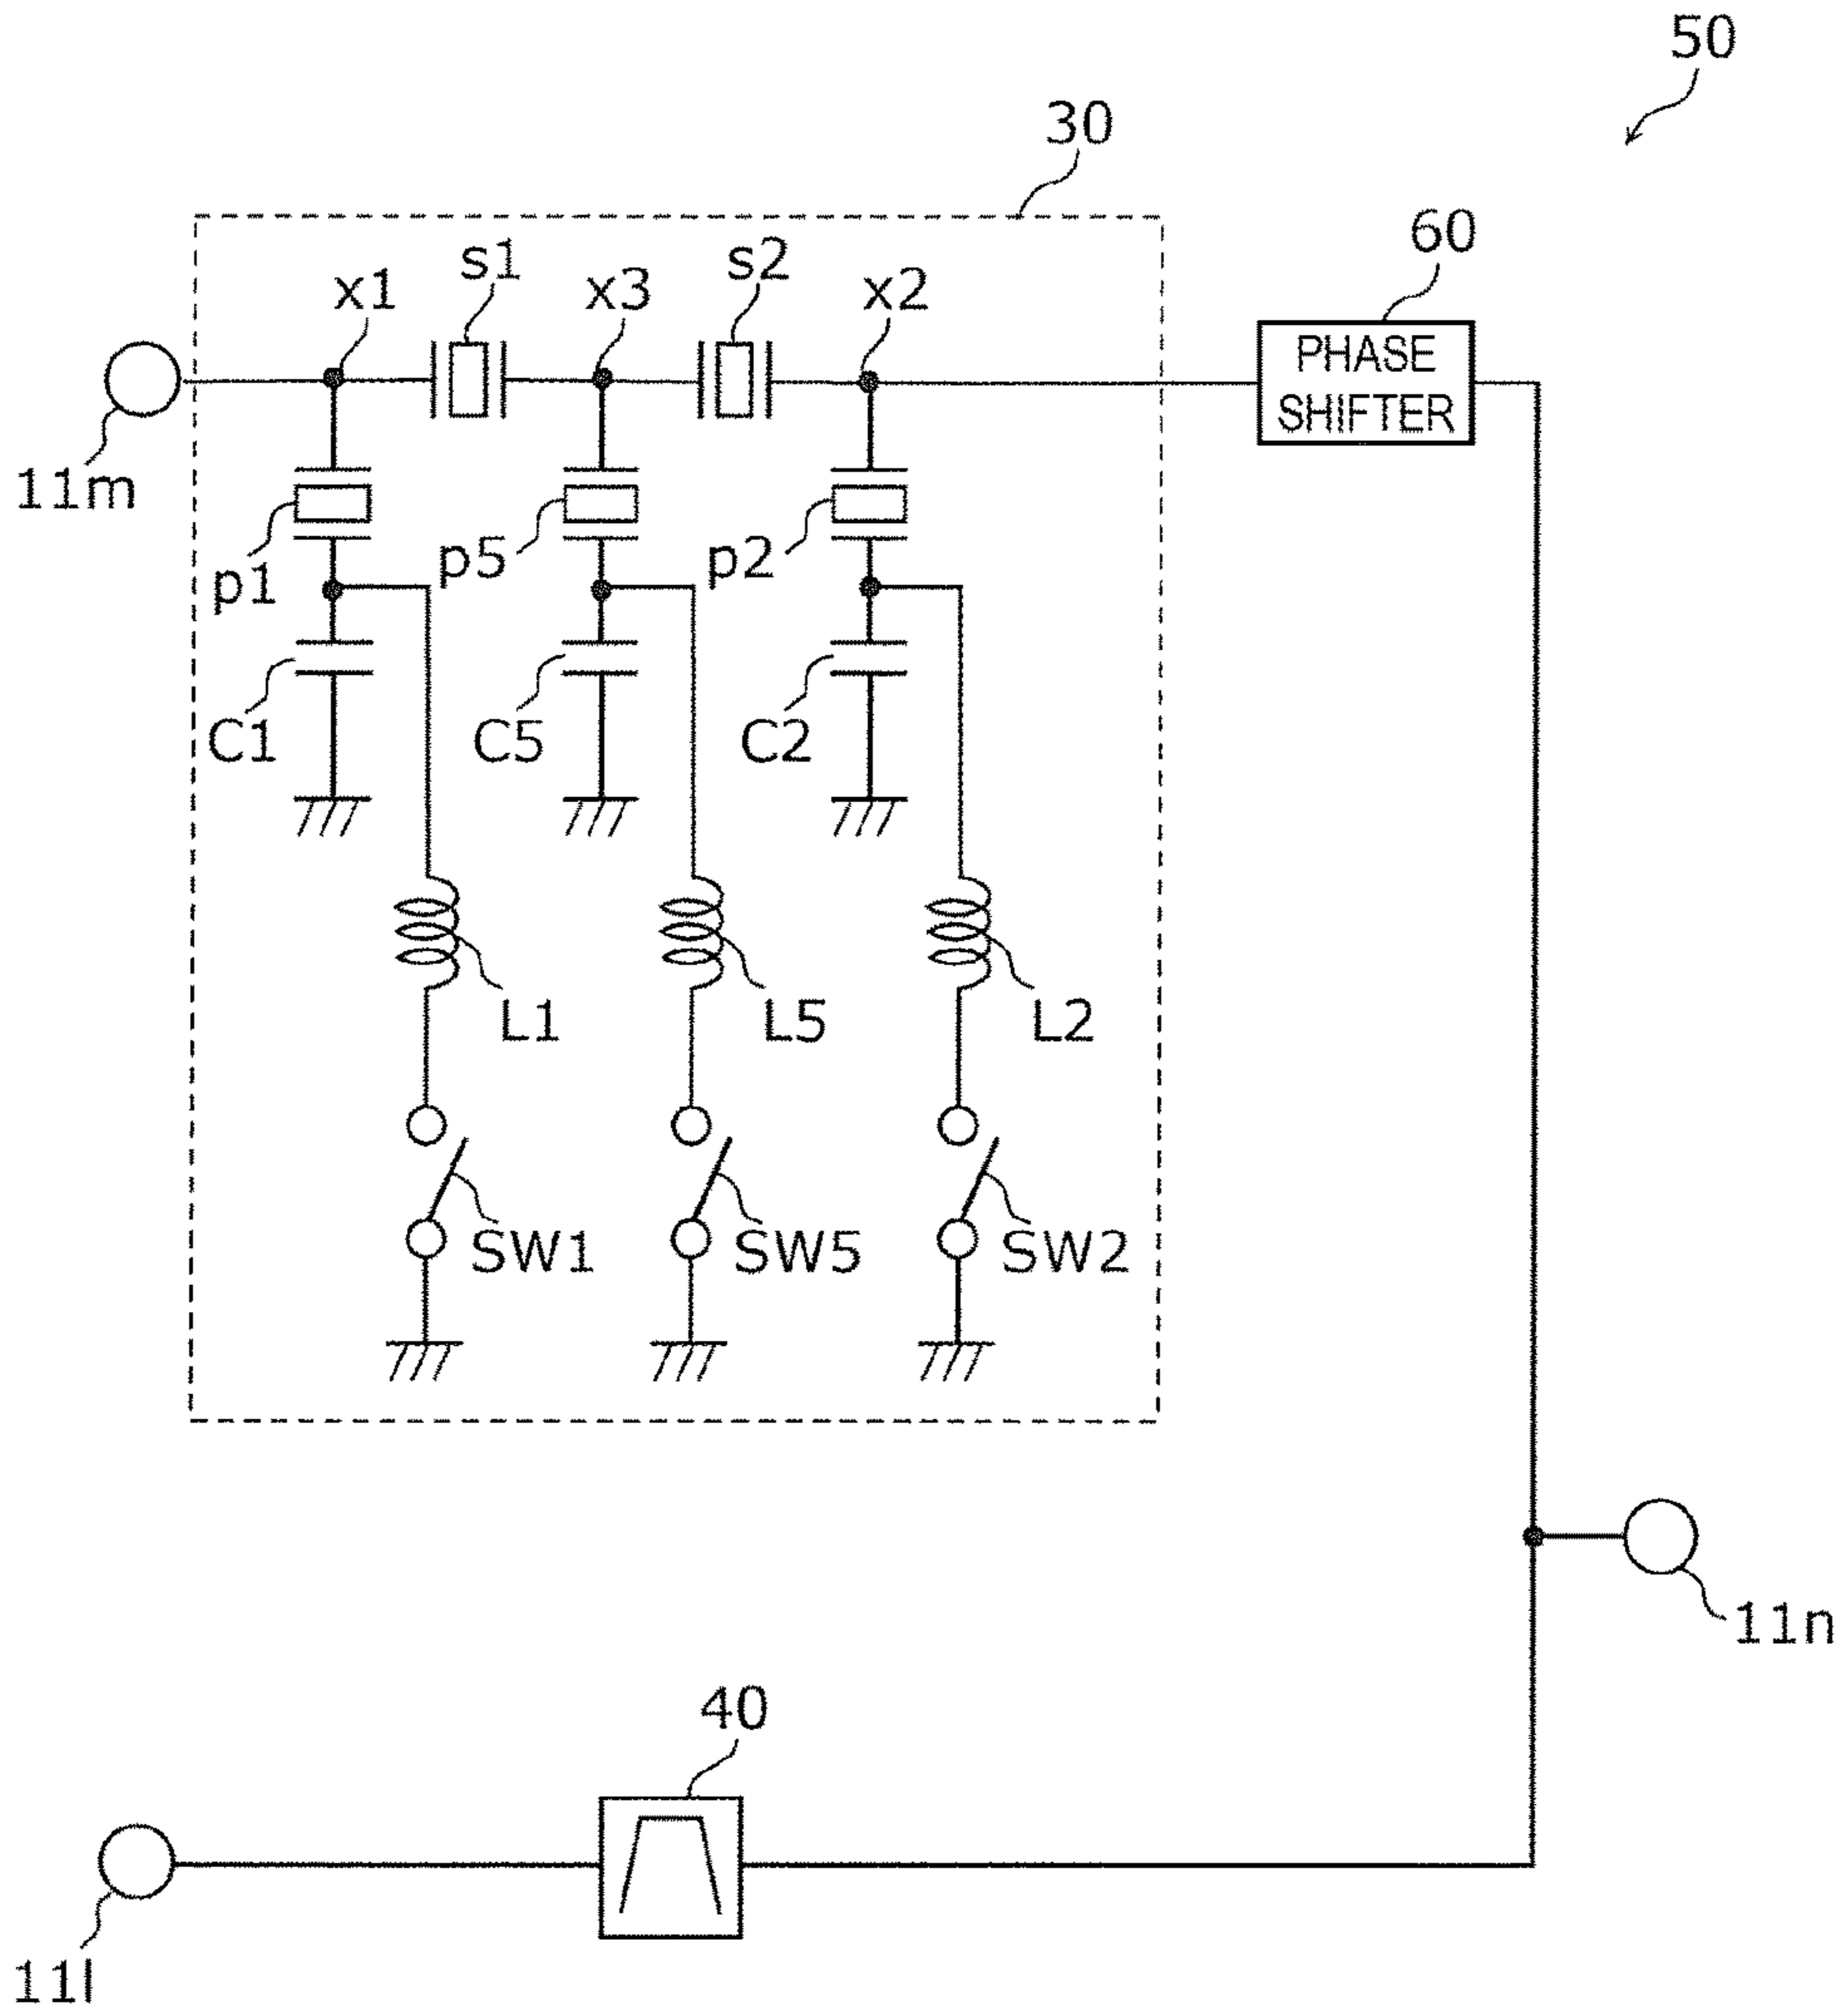 50
30
60
s1
s2
x1
x3
x2
PHASE
SHIFTER
11m
p1
p5
p2
C1
C5
C2
L1
L5
L2
SW1
SW5
SW2
11n
40
11l